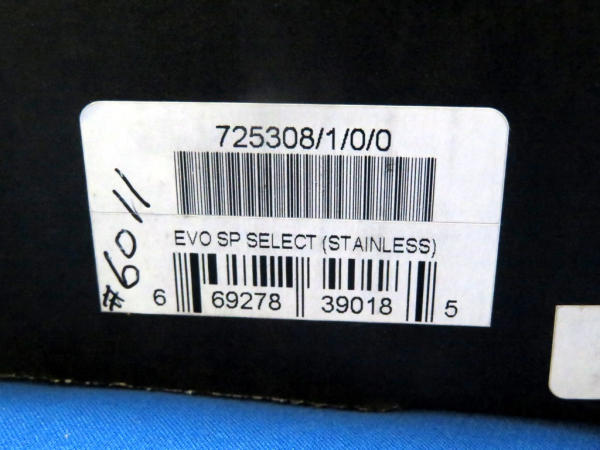 725308/1/0/0
EVO SP SELECT (STAINLESS)
6 69278 39018 5
#6011